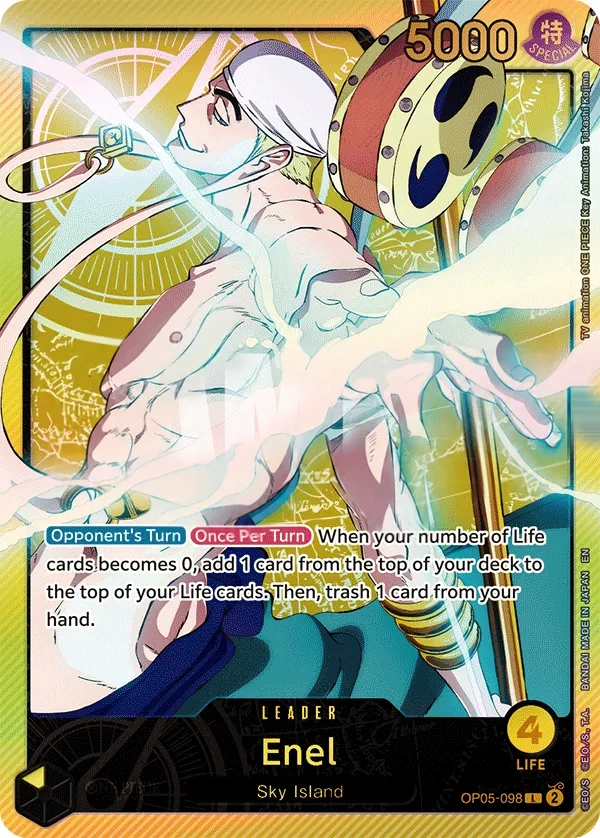 5000
特
SPECIAL
TV animation ONE PIECE Key Animation: Takashi Kojima
Opponent's Turn Once Per Turn When your number of Life
cards becomes 0, add 1 card from the top of your deck to
the top of your Life cards. Then, trash 1 card from your
hand.
LEADER
Enel
Sky Island
4
LIFE
OP05-098 L 2
©E.O/S. ©E.O./S., T.A. BANDAI MADE IN JAPAN EN